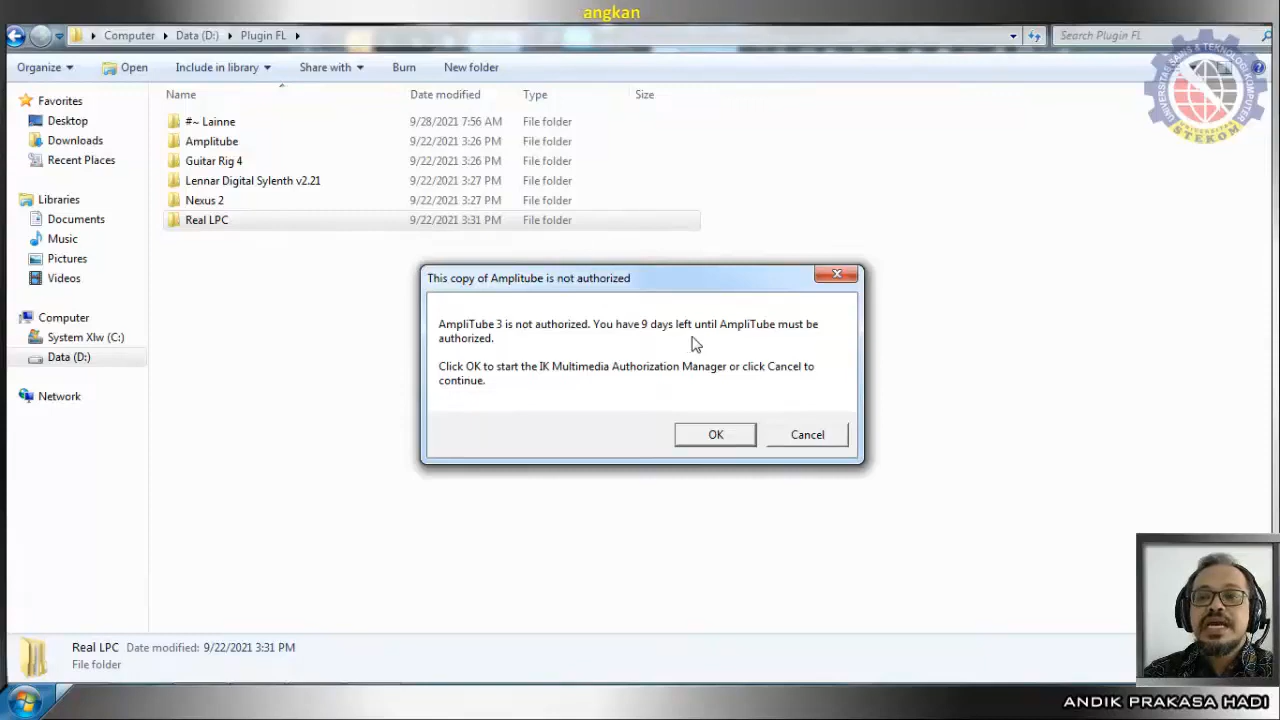 angkan
Computer Data (D:) Plugin FL
Search Plugin FL
Organize Open Include in library Share with Burn New folder
Name Date modified Type Size
Favorites
Desktop
Downloads
Recent Places
Libraries
Documents
Music
Pictures
Videos
Computer
System Xlw (C:)
Data (D:)
Network
#~ Lainne 9/28/2021 7:56 AM File folder
Amplitube 9/22/2021 3:26 PM File folder
Guitar Rig 4 9/22/2021 3:26 PM File folder
Lennar Digital Sylenth v2.21 9/22/2021 3:27 PM File folder
Nexus 2 9/22/2021 3:27 PM File folder
Real LPC 9/22/2021 3:31 PM File folder
UNIVERSITAS SAINS & TEKNOLOGI KOMPUTER
UNIVERSITAS
STEKOM
This copy of Amplitube is not authorized
AmpliTube 3 is not authorized. You have 9 days left until AmpliTube must be
authorized.
Click OK to start the IK Multimedia Authorization Manager or click Cancel to
continue.
OK Cancel
Real LPC Date modified: 9/22/2021 3:31 PM
File folder
ANDIK PRAKASA HADI